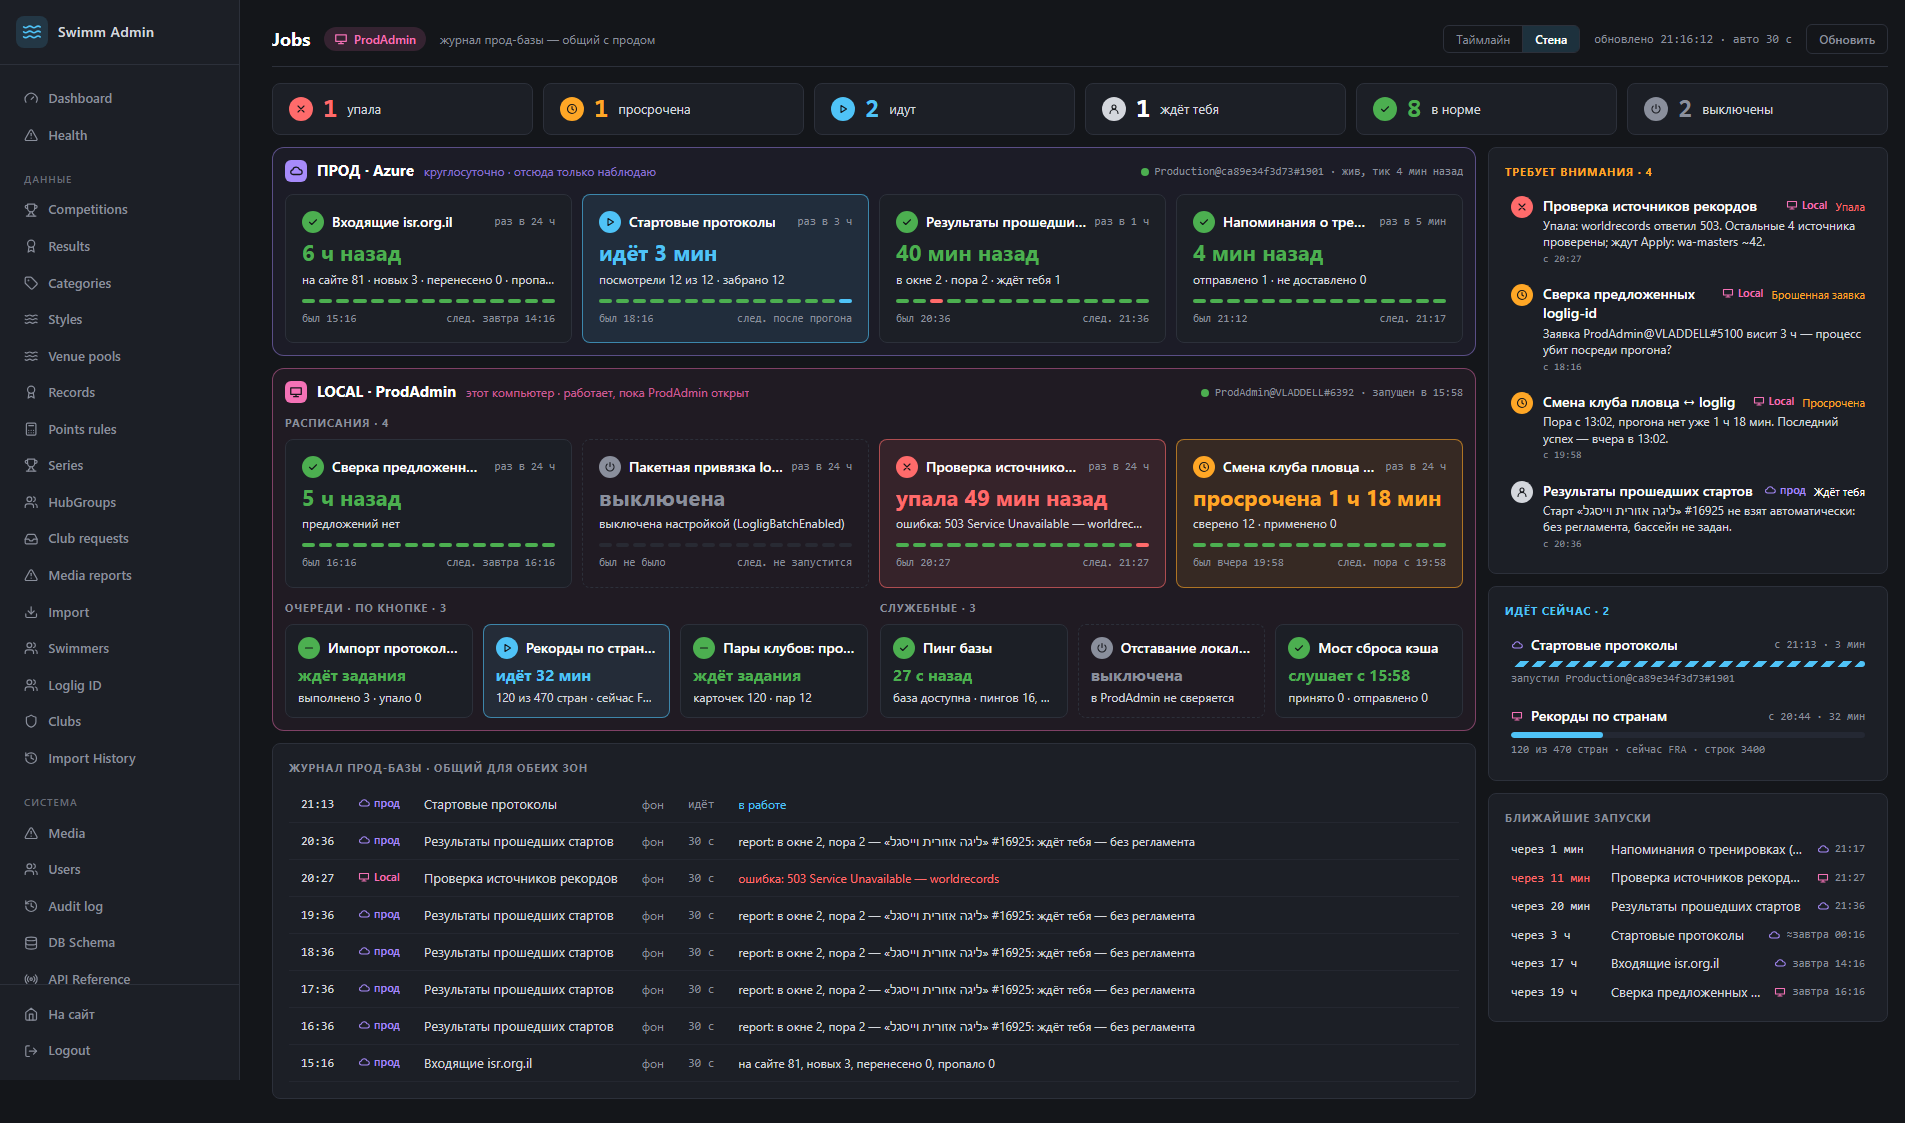 Swimm Admin
Dashboard
Health
ДАННЫЕ
Competitions
Results
Categories
Styles
Venue pools
Records
Points rules
Series
HubGroups
Club requests
Media reports
Import
Swimmers
Loglig ID
Clubs
Import History
СИСТЕМА
Media
Users
Audit log
DB Schema
API Reference
На сайт
Logout
Jobs ProdAdmin журнал прод-базы — общий с продом
Таймлайн Стена обновлено 21:16:12 · авто 30 с Обновить
1 упала
1 просрочена
2 идут
1 ждёт тебя
8 в норме
2 выключены
ПРОД · Azure круглосуточно · отсюда только наблюдаю
Production@ca89e34f3d73#1901 · жив, тик 4 мин назад
Входящие isr.org.il раз в 24 ч
6 ч назад
на сайте 81 · новых 3 · перенесено 0 · пропа...
был 15:16 след. завтра 14:16
Стартовые протоколы раз в 3 ч
идёт 3 мин
посмотрели 12 из 12 · забрано 12
был 18:16 след. после прогона
Результаты прошедши... раз в 1 ч
40 мин назад
в окне 2 · пора 2 · ждёт тебя 1
был 20:36 след. 21:36
Напоминания о тре... раз в 5 мин
4 мин назад
отправлено 1 · не доставлено 0
был 21:12 след. 21:17
LOCAL · ProdAdmin этот компьютер · работает, пока ProdAdmin открыт
ProdAdmin@VLADDELL#6392 · запущен в 15:58
РАСПИСАНИЯ · 4
Сверка предложенн... раз в 24 ч
5 ч назад
предложений нет
был 16:16 след. завтра 16:16
Пакетная привязка lo... раз в 24 ч
выключена
выключена настройкой (LogligBatchEnabled)
был не было след. не запустится
Проверка источнико... раз в 24 ч
упала 49 мин назад
ошибка: 503 Service Unavailable — worldrec...
был 20:27 след. 21:27
Смена клуба пловца ... раз в 24 ч
просрочена 1 ч 18 мин
сверено 12 · применено 0
был вчера 19:58 след. пора с 19:58
ОЧЕРЕДИ · ПО КНОПКЕ · 3
Импорт протокол...
ждёт задания
выполнено 3 · упало 0
Рекорды по стран...
идёт 32 мин
120 из 470 стран · сейчас F...
Пары клубов: про...
ждёт задания
карточек 120 · пар 12
СЛУЖЕБНЫЕ · 3
Пинг базы
27 с назад
база доступна · пингов 16, ...
Отставание локал...
выключена
в ProdAdmin не сверяется
Мост сброса кэша
слушает с 15:58
принято 0 · отправлено 0
ЖУРНАЛ ПРОД-БАЗЫ · ОБЩИЙ ДЛЯ ОБЕИХ ЗОН
21:13 прод Стартовые протоколы фон идёт в работе
20:36 прод Результаты прошедших стартов фон 30 с report: в окне 2, пора 2 — «ליגה אזורית וייסגל» #16925: ждёт тебя — без регламента
20:27 Local Проверка источников рекордов фон 30 с ошибка: 503 Service Unavailable — worldrecords
19:36 прод Результаты прошедших стартов фон 30 с report: в окне 2, пора 2 — «ליגה אזורית וייסגל» #16925: ждёт тебя — без регламента
18:36 прод Результаты прошедших стартов фон 30 с report: в окне 2, пора 2 — «ליגה אזורית וייסגל» #16925: ждёт тебя — без регламента
17:36 прод Результаты прошедших стартов фон 30 с report: в окне 2, пора 2 — «ליגה אזורית וייסגל» #16925: ждёт тебя — без регламента
16:36 прод Результаты прошедших стартов фон 30 с report: в окне 2, пора 2 — «ליגה אזורית וייסגל» #16925: ждёт тебя — без регламента
15:16 прод Входящие isr.org.il фон 30 с на сайте 81, новых 3, перенесено 0, пропало 0
ТРЕБУЕТ ВНИМАНИЯ · 4
Проверка источников рекордов Local Упала
Упала: worldrecords ответил 503. Остальные 4 источника
проверены; ждут Apply: wa-masters ~42.
с 20:27
Сверка предложенных Local Брошенная заявка
loglig-id
Заявка ProdAdmin@VLADDELL#5100 висит 3 ч — процесс
убит посреди прогона?
с 18:16
Смена клуба пловца ↔ loglig Local Просрочена
Пора с 13:02, прогона нет уже 1 ч 18 мин. Последний
успех — вчера в 13:02.
с 19:58
Результаты прошедших стартов прод Ждёт тебя
Старт «ליגה אזורית וייסגל» #16925 не взят автоматически:
без регламента, бассейн не задан.
с 20:36
ИДЁТ СЕЙЧАС · 2
Стартовые протоколы с 21:13 · 3 мин
запустил Production@ca89e34f3d73#1901
Рекорды по странам с 20:44 · 32 мин
120 из 470 стран · сейчас FRA · строк 3400
БЛИЖАЙШИЕ ЗАПУСКИ
через 1 мин Напоминания о тренировках (... 21:17
через 11 мин Проверка источников рекорд... 21:27
через 20 мин Результаты прошедших стартов 21:36
через 3 ч Стартовые протоколы ≈завтра 00:16
через 17 ч Входящие isr.org.il завтра 14:16
через 19 ч Сверка предложенных ... завтра 16:16